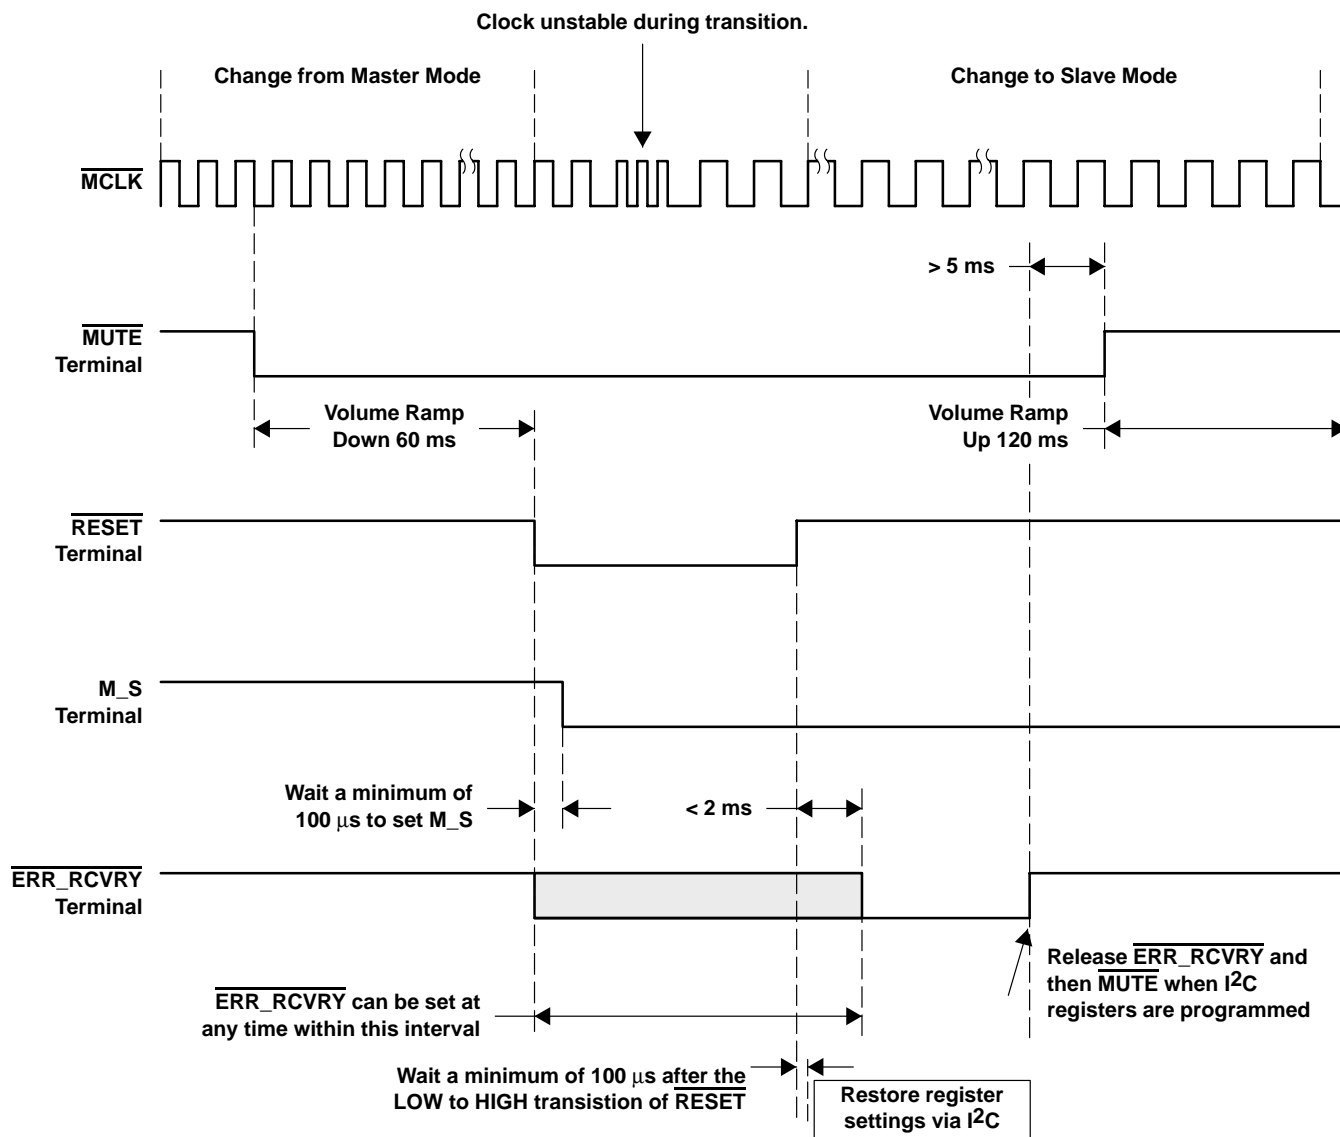 Clock unstable during transition.
Change from Master Mode
Change to Slave Mode
MCLK
> 5 ms
MUTE
Terminal
Volume Ramp
Down 60 ms
Volume Ramp
Up 120 ms
RESET
Terminal
M_S
Terminal
Wait a minimum of
100 μs to set M_S
< 2 ms
ERR_RCVRY
Terminal
Release ERR_RCVRY and
then MUTE when I2C
registers are programmed
ERR_RCVRY can be set at
any time within this interval
Wait a minimum of 100 μs after the
LOW to HIGH transistion of RESET
Restore register
settings via I2C